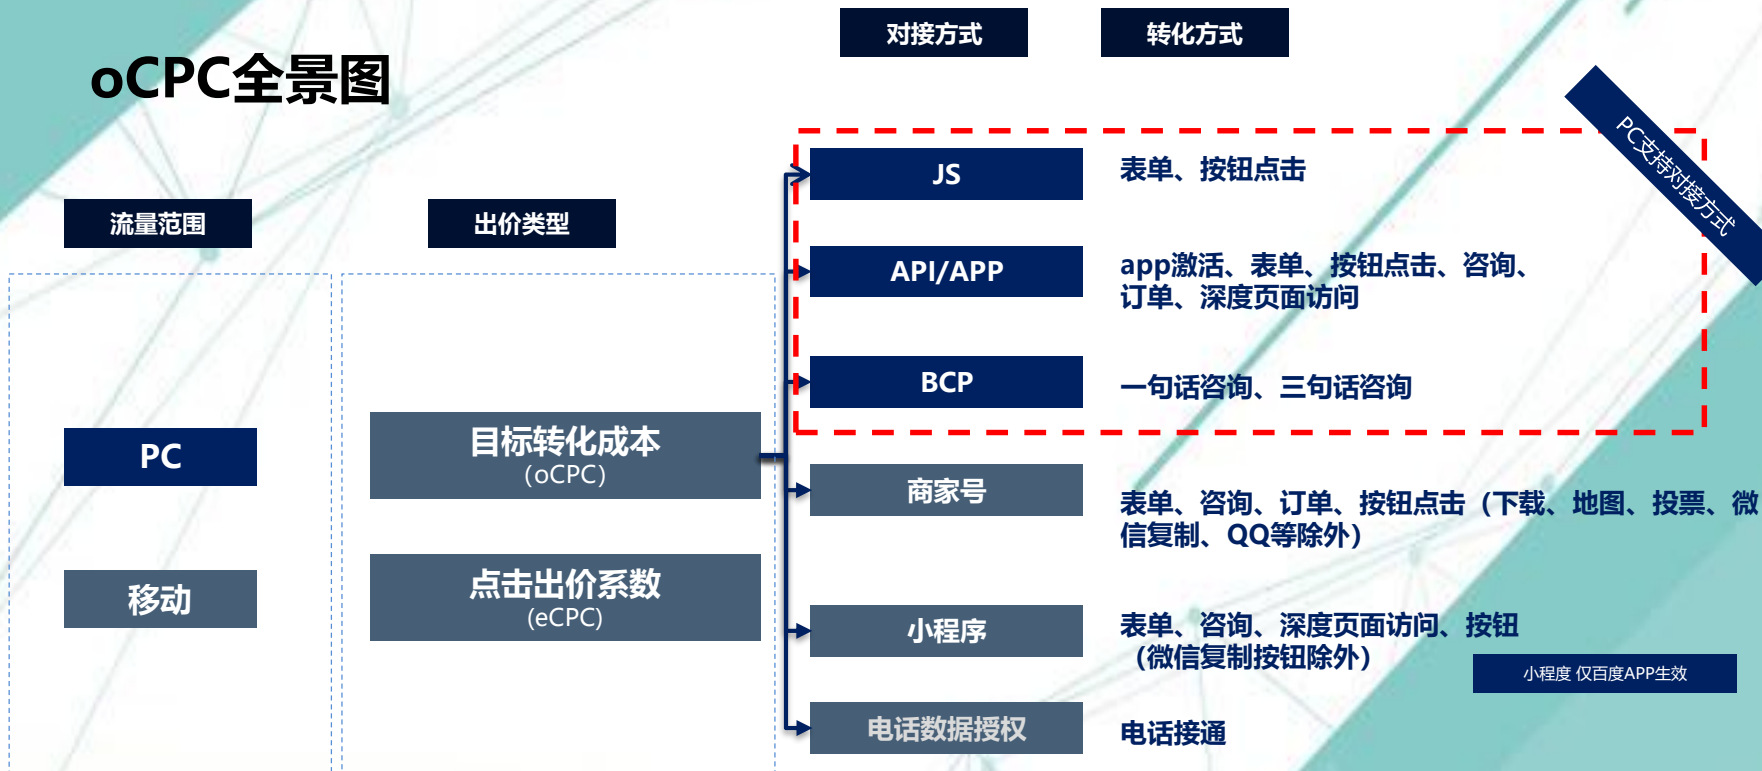 对接方式
转化方式
oCPC全景图
PC支持对接方式
流量范围
出价类型
PC
移动
目标转化成本
（oCPC）
点击出价系数
(eCPC)
JS
表单、按钮点击
API/APP
app激活、表单、按钮点击、咨询、
订单、深度页面访问
BCP
一句话咨询、三句话咨询
商家号
表单、咨询、订单、按钮点击（下载、地图、投票、微
信复制、QQ等除外）
小程序
表单、咨询、深度页面访问、按钮
（微信复制按钮除外）
小程度 仅百度APP生效
电话数据授权
电话接通